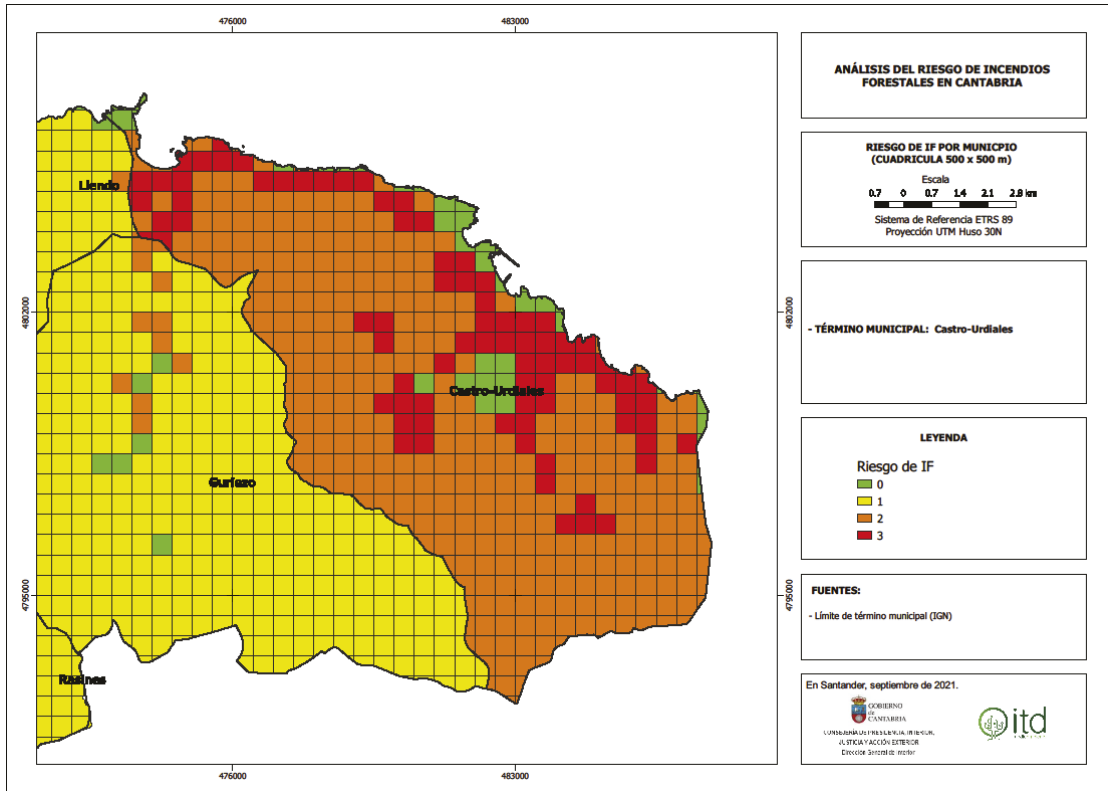 476000
483000
4802000
4795000
Liendo
Castro-Urdiales
Guriezo
Rasines
4802000
4795000
476000
483000
ANÁLISIS DEL RIESGO DE INCENDIOS
FORESTALES EN CANTABRIA
RIESGO DE IF POR MUNICPIO
(CUADRICULA 500 x 500 m)
Escala
0.7 0 0.7 1.4 2.1 2.8 km
Sistema de Referencia ETRS 89
Proyección UTM Huso 30N
- TÉRMINO MUNICIPAL: Castro-Urdiales
LEYENDA
Riesgo de IF
0
1
2
3
FUENTES:
- Límite de término municipal (IGN)
En Santander, septiembre de 2021.
GOBIERNO
de
CANTABRIA
CONSEJERÍA DE PRESIDENCIA, INTERIOR,
JUSTICIA Y ACCIÓN EXTERIOR
Dirección General de Interior
itd